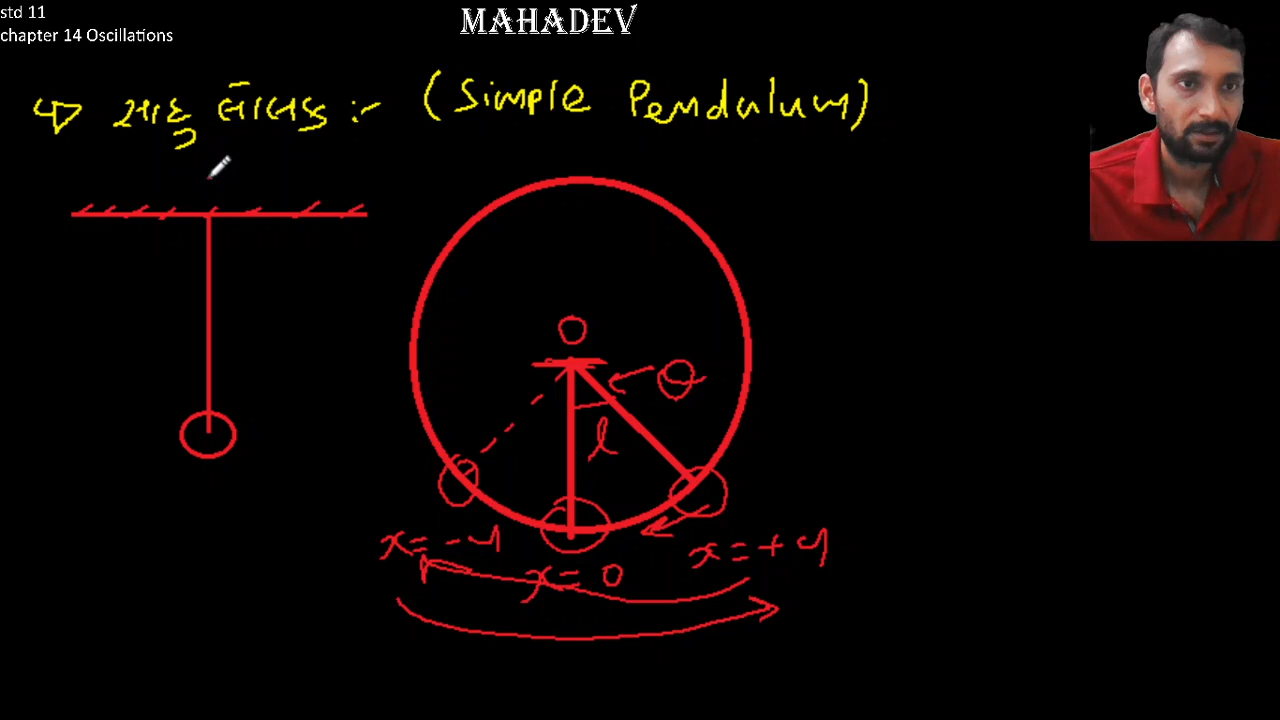 std 11
chapter 14 Oscillations
MAHADEV
સાદું લોલક :- (Simple Pendulum)
O
θ
l
x = -y
x = 0
x = +y